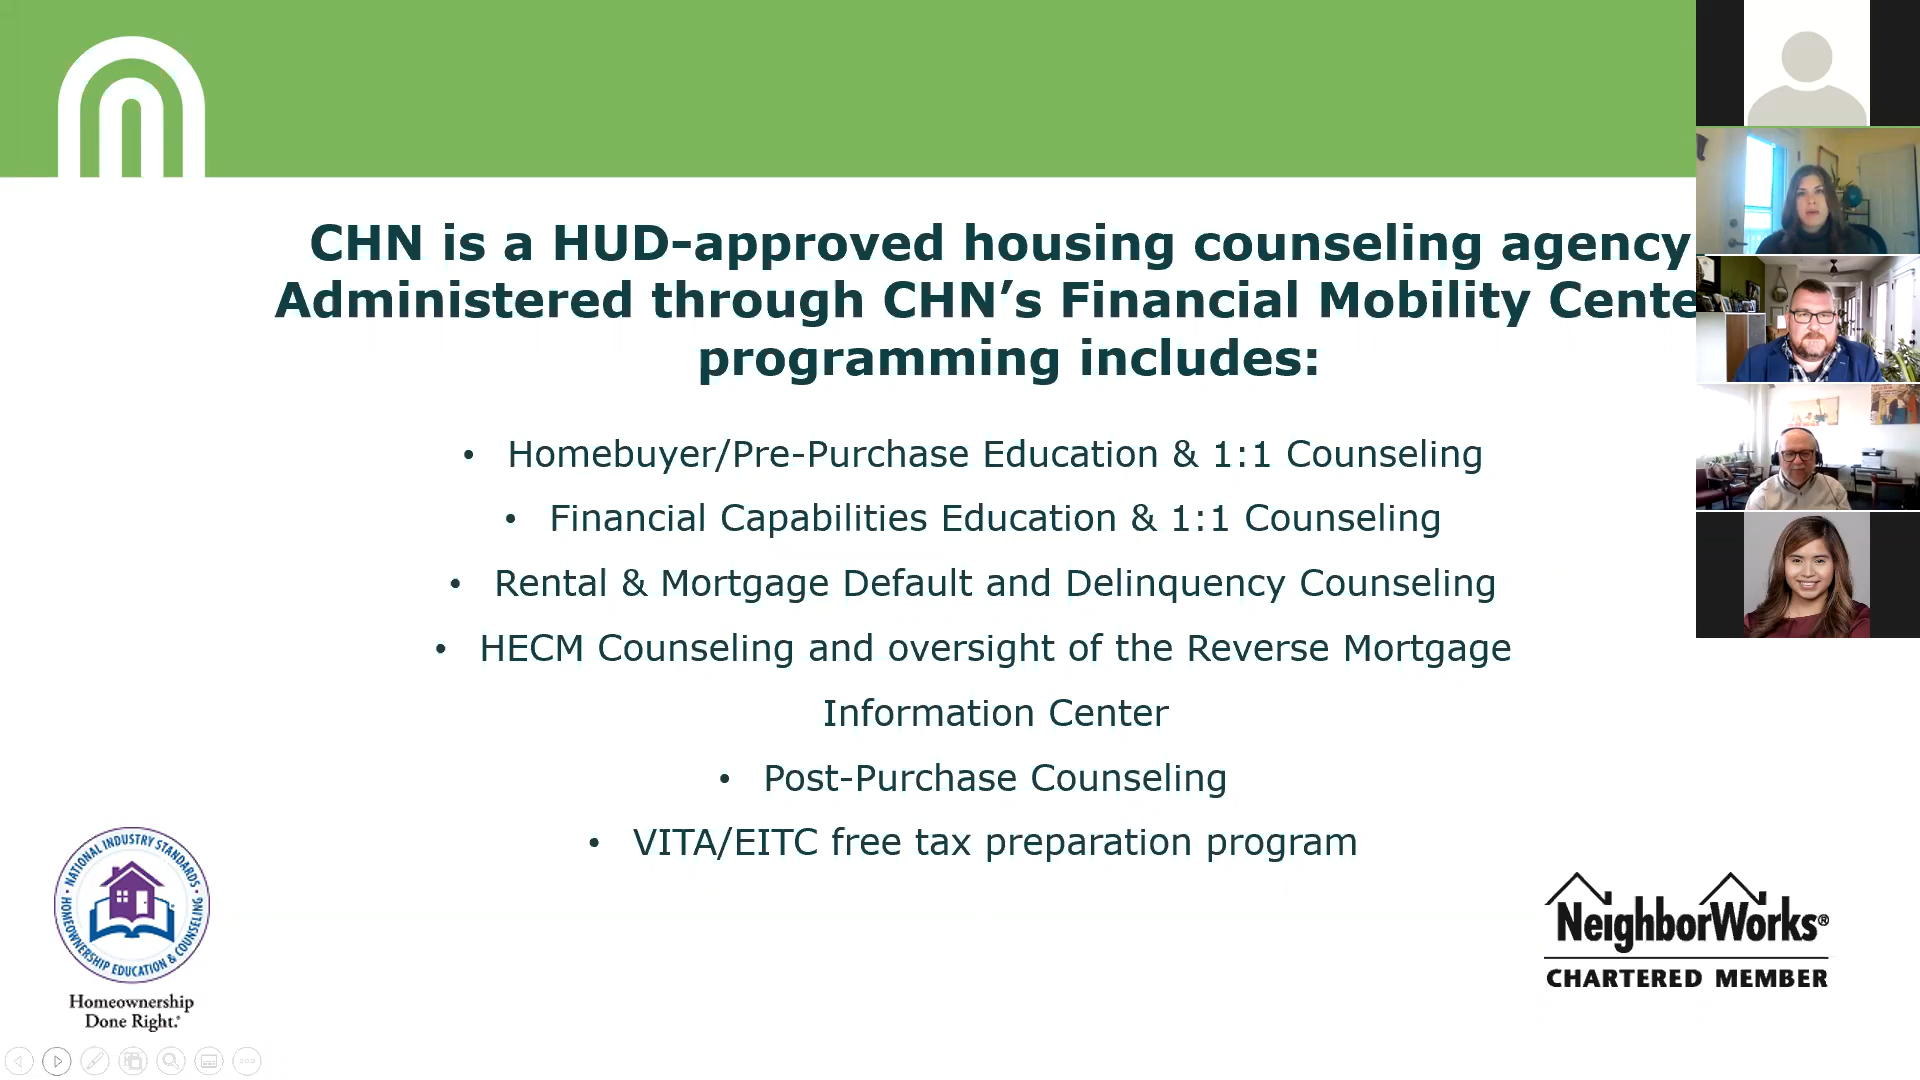 CHN is a HUD-approved housing counseling agency
Administered through CHN’s Financial Mobility Cente
programming includes:
• Homebuyer/Pre-Purchase Education & 1:1 Counseling
• Financial Capabilities Education & 1:1 Counseling
• Rental & Mortgage Default and Delinquency Counseling
• HECM Counseling and oversight of the Reverse Mortgage
Information Center
• Post-Purchase Counseling
• VITA/EITC free tax preparation program
NATIONAL INDUSTRY STANDARDS
HOMEOWNERSHIP EDUCATION & COUNSELING
Homeownership
Done Right.®
NeighborWorks®
CHARTERED MEMBER